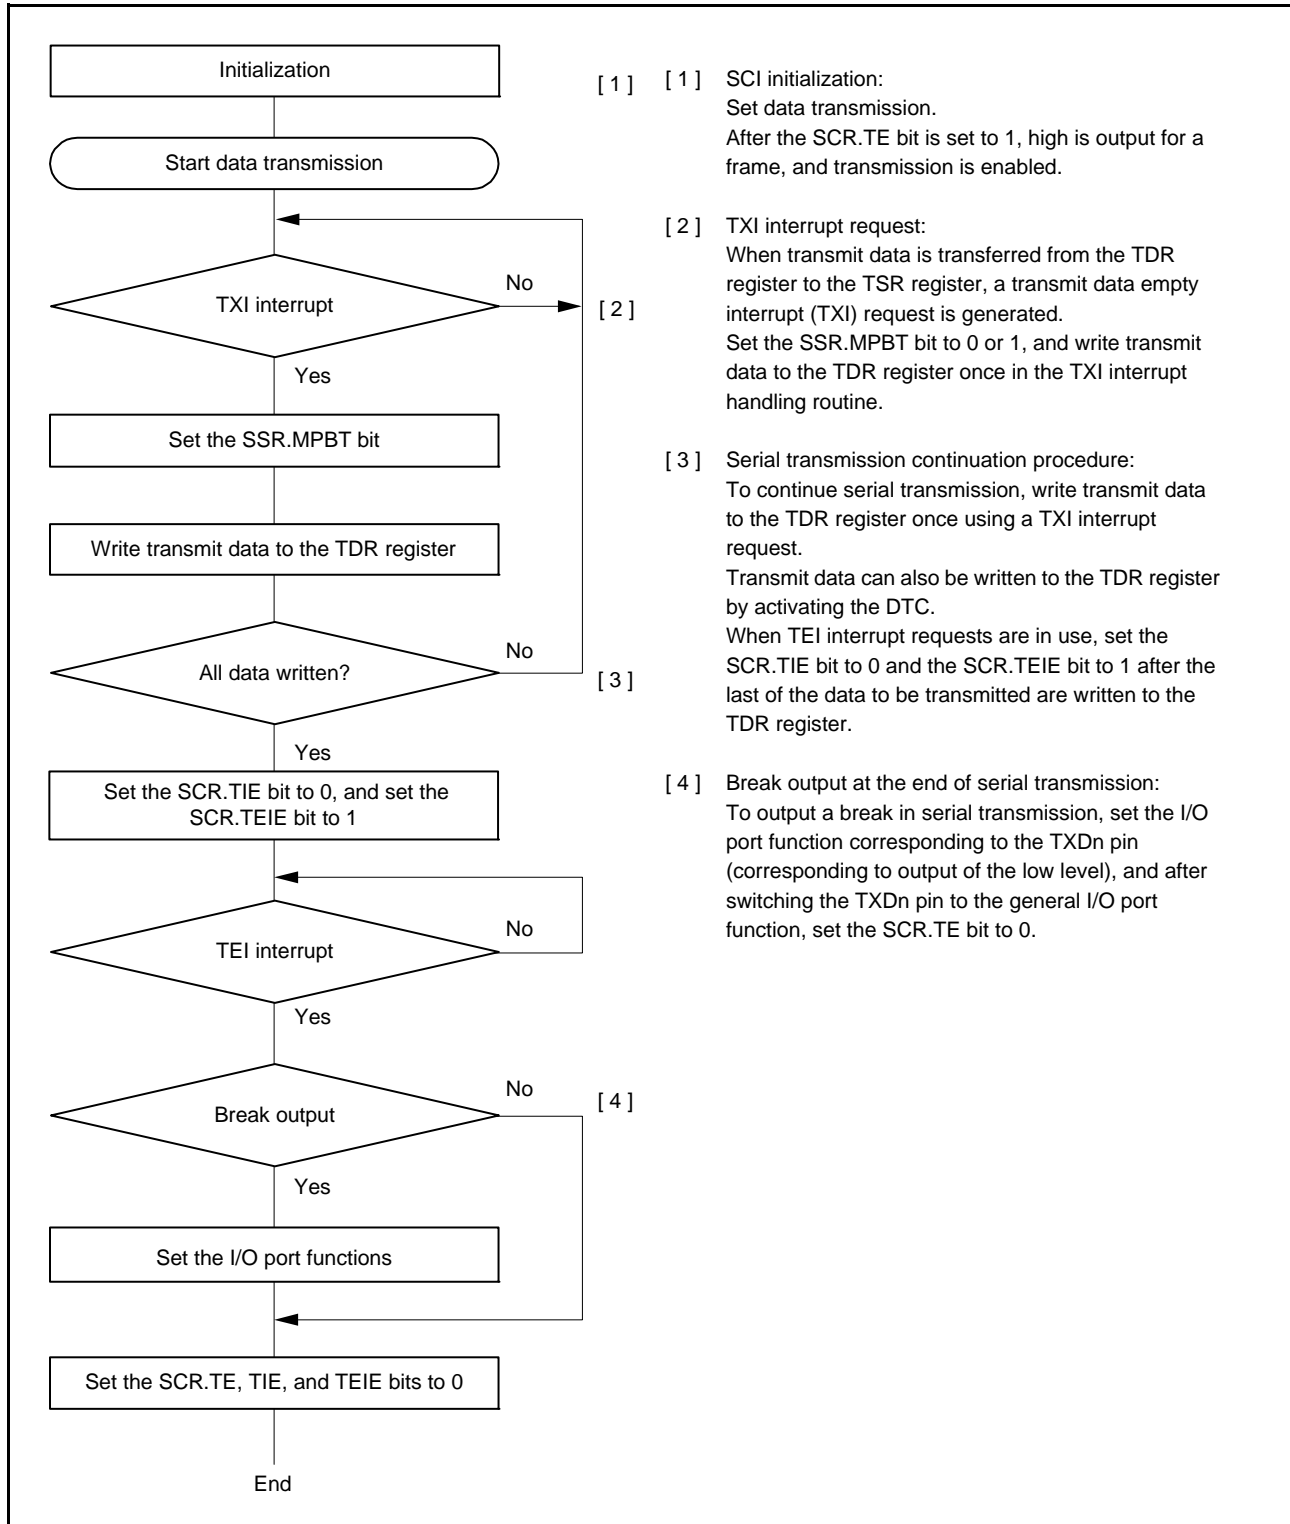 Initialization
[ 1 ]
Start data transmission
TXI interrupt
No
[ 2 ]
Yes
Set the SSR.MPBT bit
Write transmit data to the TDR register
All data written?
No
[ 3 ]
Yes
Set the SCR.TIE bit to 0, and set the
SCR.TEIE bit to 1
TEI interrupt
No
Yes
Break output
No
[ 4 ]
Yes
Set the I/O port functions
Set the SCR.TE, TIE, and TEIE bits to 0
End
[ 1 ] SCI initialization:
Set data transmission.
After the SCR.TE bit is set to 1, high is output for a
frame, and transmission is enabled.
[ 2 ] TXI interrupt request:
When transmit data is transferred from the TDR
register to the TSR register, a transmit data empty
interrupt (TXI) request is generated.
Set the SSR.MPBT bit to 0 or 1, and write transmit
data to the TDR register once in the TXI interrupt
handling routine.
[ 3 ] Serial transmission continuation procedure:
To continue serial transmission, write transmit data
to the TDR register once using a TXI interrupt
request.
Transmit data can also be written to the TDR register
by activating the DTC.
When TEI interrupt requests are in use, set the
SCR.TIE bit to 0 and the SCR.TEIE bit to 1 after the
last of the data to be transmitted are written to the
TDR register.
[ 4 ] Break output at the end of serial transmission:
To output a break in serial transmission, set the I/O
port function corresponding to the TXDn pin
(corresponding to output of the low level), and after
switching the TXDn pin to the general I/O port
function, set the SCR.TE bit to 0.